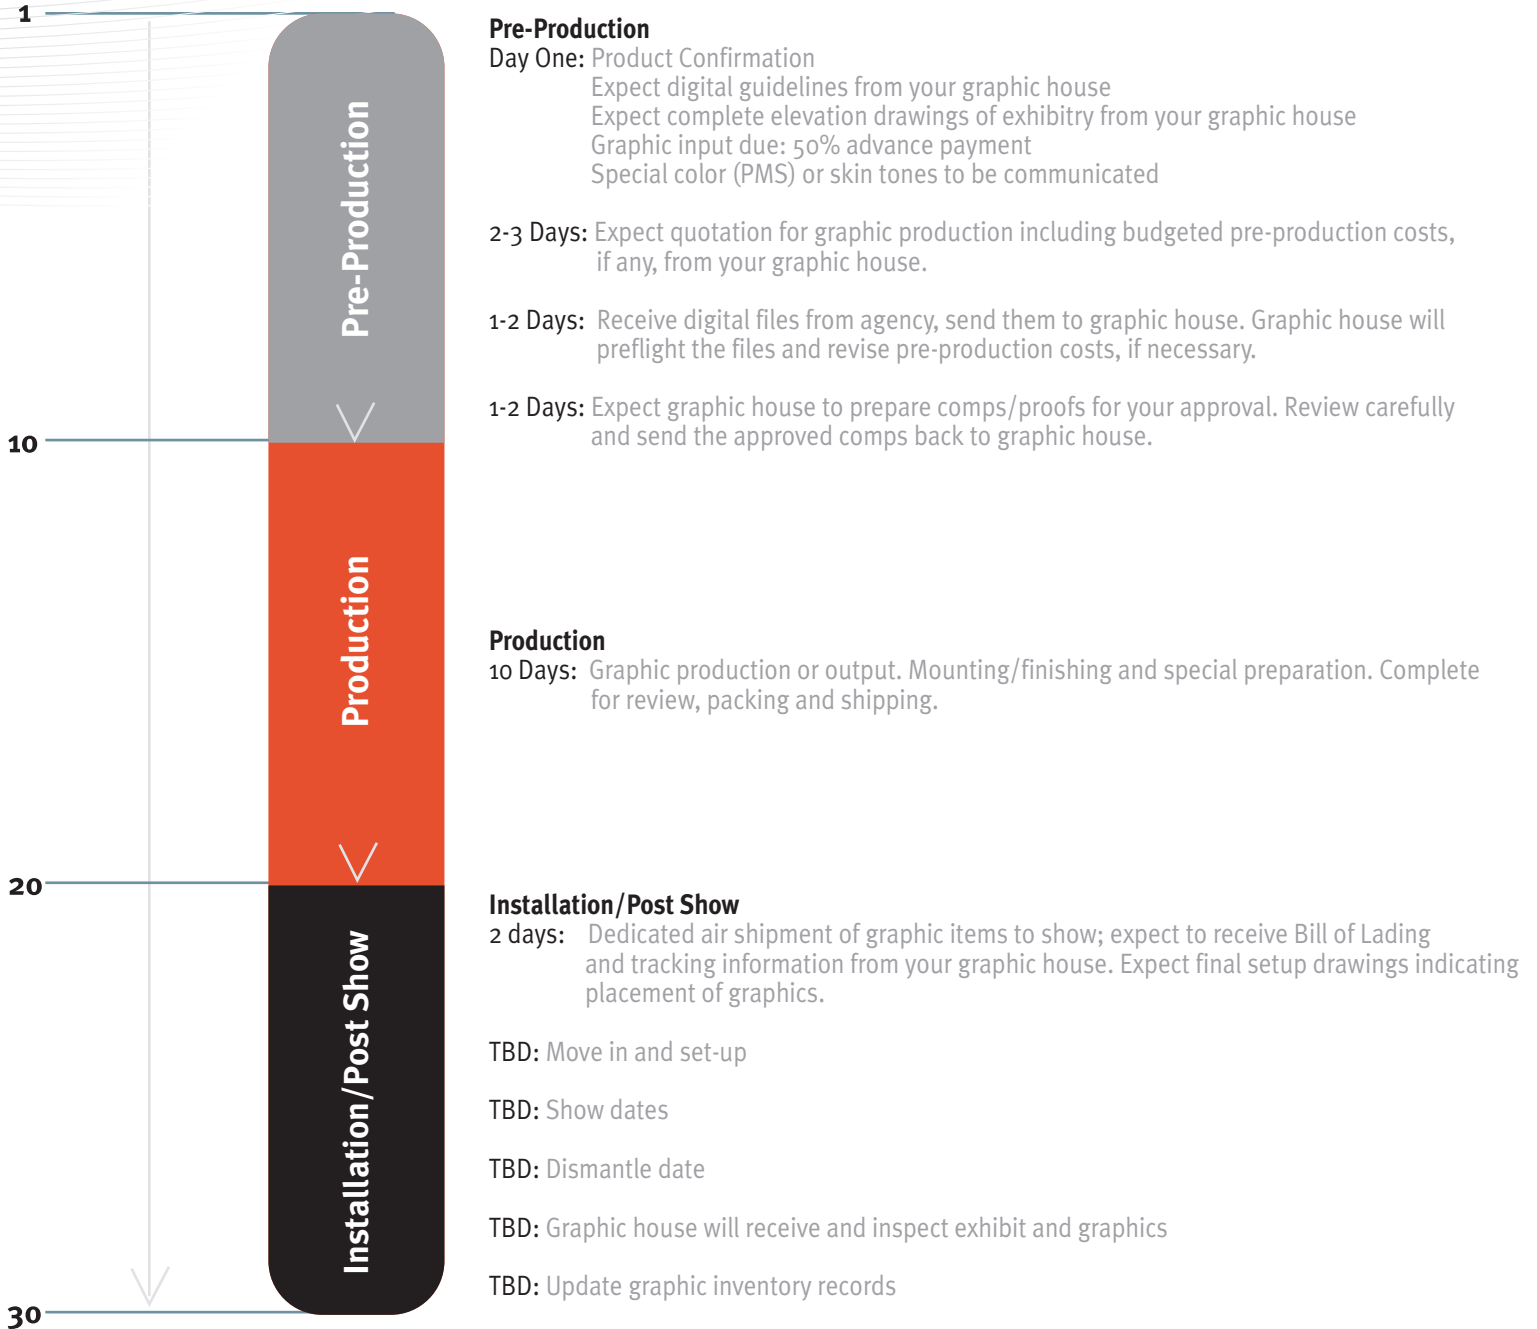 1
Pre-Production
Day One: Product Confirmation
Expect digital guidelines from your graphic house
Expect complete elevation drawings of exhibitry from your graphic house
Graphic input due: 50% advance payment
Special color (PMS) or skin tones to be communicated
2-3 Days: Expect quotation for graphic production including budgeted pre-production costs,
if any, from your graphic house.
1-2 Days: Receive digital files from agency, send them to graphic house. Graphic house will
preflight the files and revise pre-production costs, if necessary.
1-2 Days: Expect graphic house to prepare comps/proofs for your approval. Review carefully
and send the approved comps back to graphic house.
Pre-Production
10
Production
10 Days: Graphic production or output. Mounting/finishing and special preparation. Complete
for review, packing and shipping.
Production
20
Installation/Post Show
2 days: Dedicated air shipment of graphic items to show; expect to receive Bill of Lading
and tracking information from your graphic house. Expect final setup drawings indicating
placement of graphics.
TBD: Move in and set-up
TBD: Show dates
TBD: Dismantle date
TBD: Graphic house will receive and inspect exhibit and graphics
TBD: Update graphic inventory records
Installation/Post Show
30